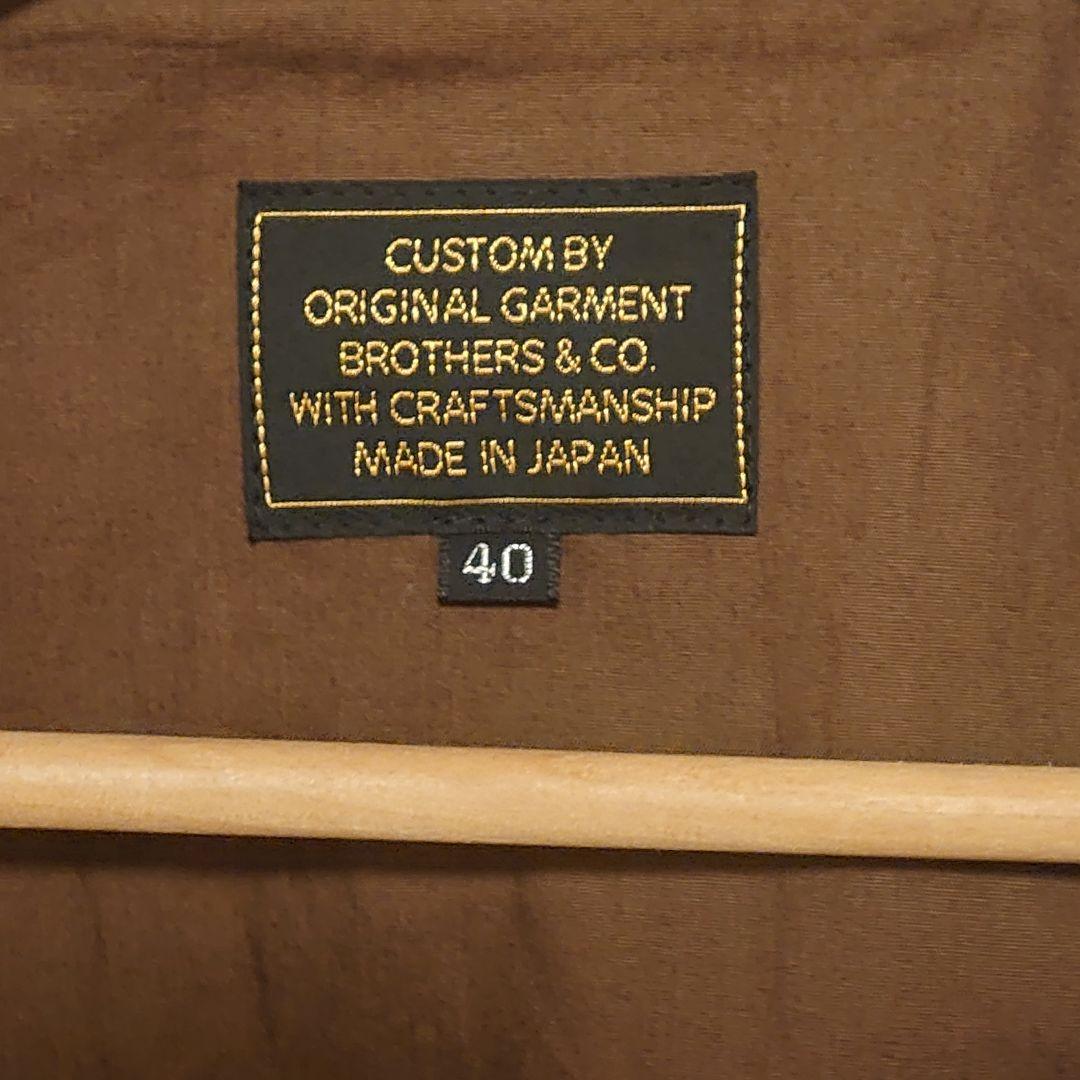 CUSTOM BY
ORIGINAL GARMENT
BROTHERS & CO.
WITH CRAFTSMANSHIP
MADE IN JAPAN
40